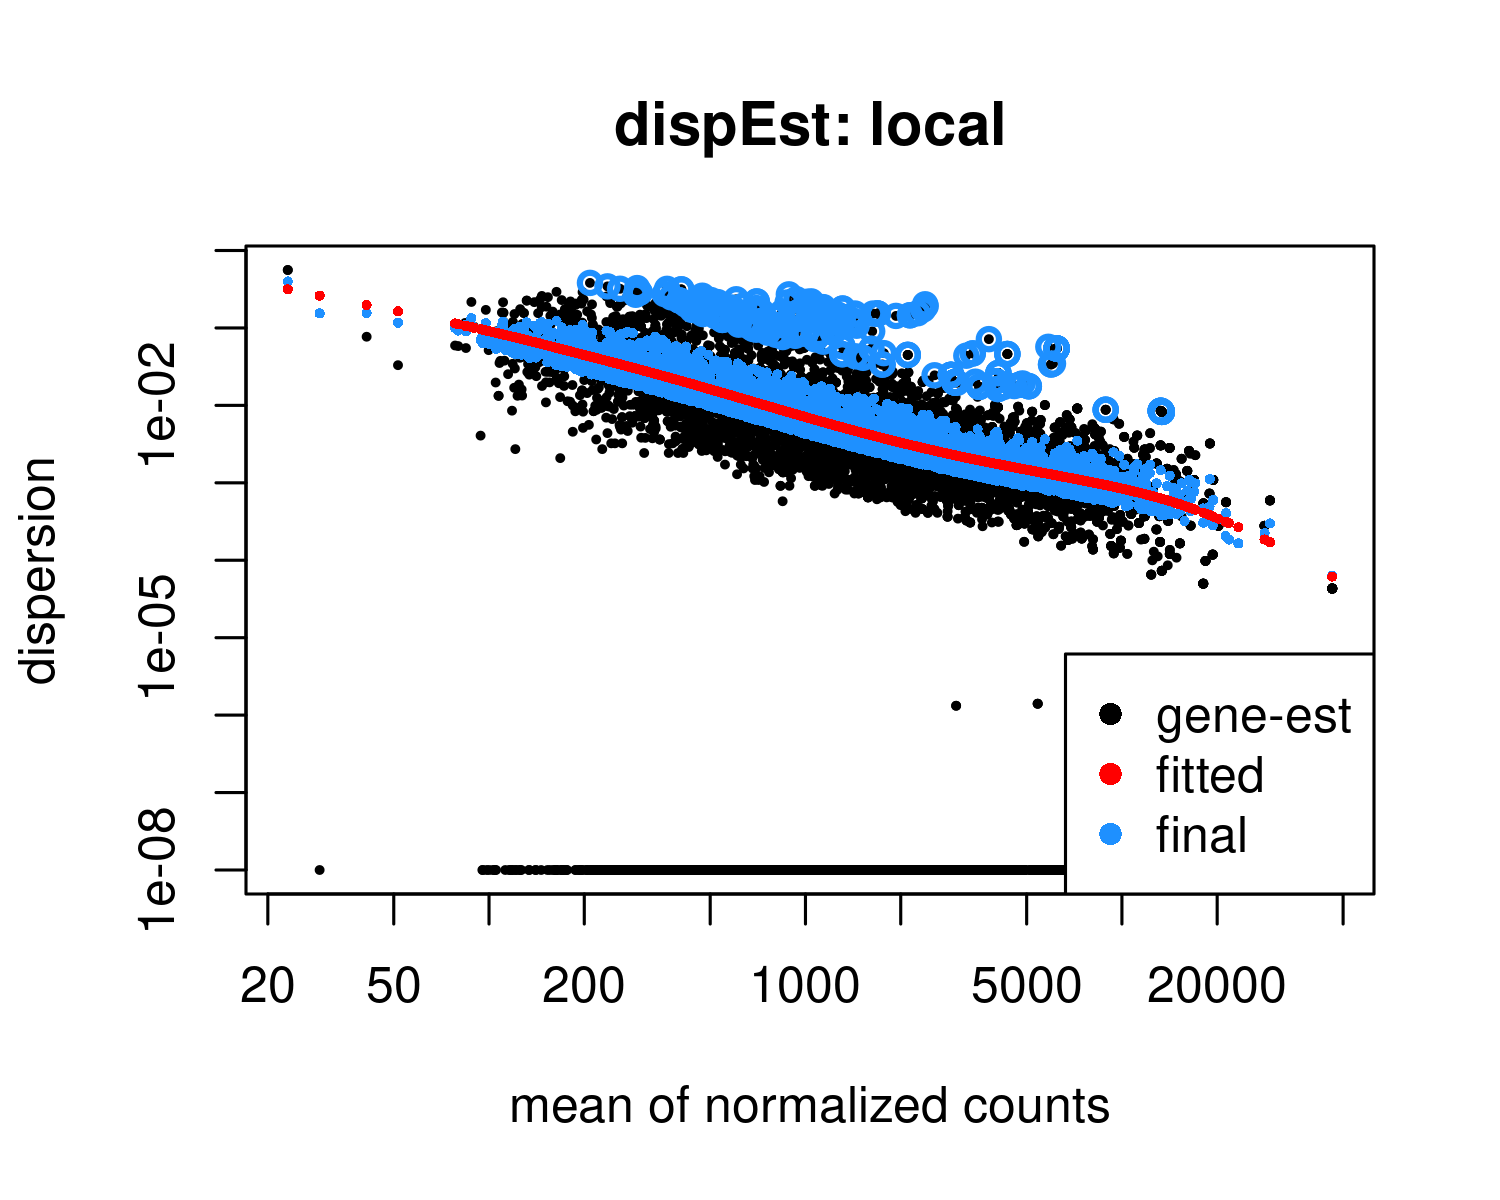 dispEst: local
dispersion
1e-02
1e-05
1e-08
gene-est
fitted
final
20 50 200 1000 5000 20000
mean of normalized counts